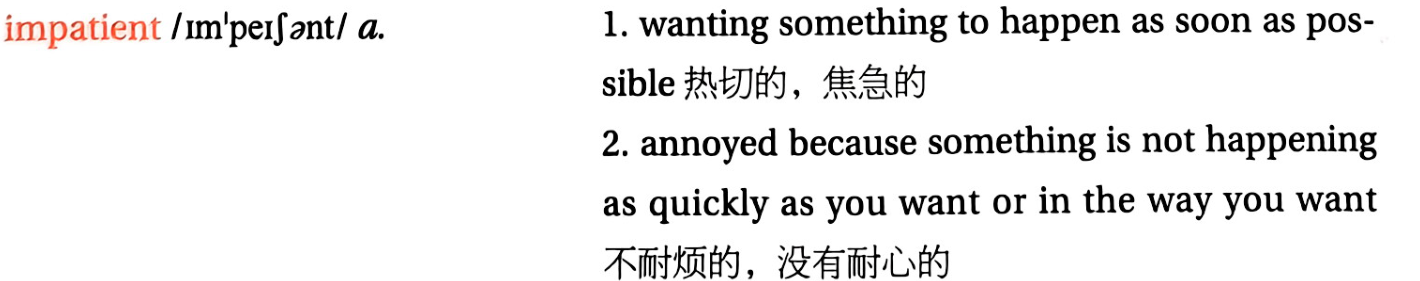 impatient /ɪmˈpeɪʃənt/ a.
1. wanting something to happen as soon as pos-
sible 热切的，焦急的
2. annoyed because something is not happening
as quickly as you want or in the way you want
不耐烦的，没有耐心的